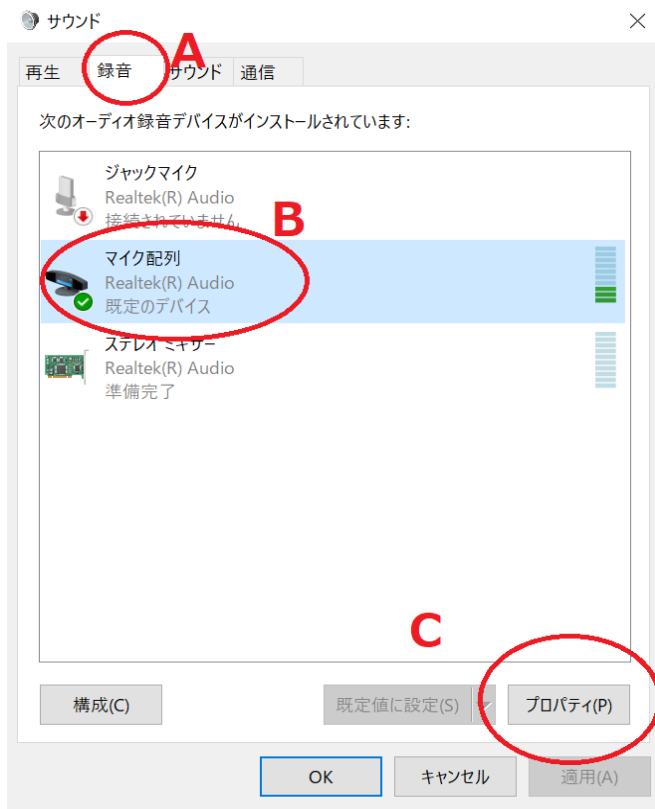 サウンド
A
再生 録音 サウンド 通信
次のオーディオ録音デバイスがインストールされています:
ジャックマイク
Realtek(R) Audio
接続されていません
B
マイク配列
Realtek(R) Audio
既定のデバイス
ステレオ ミキサー
Realtek(R) Audio
準備完了
C
構成(C) 既定値に設定(S) プロパティ(P)
OK キャンセル 適用(A)